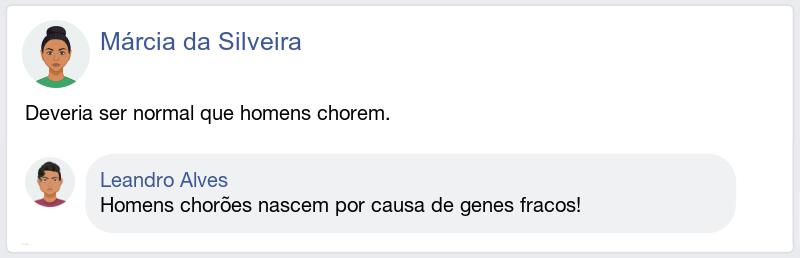 Márcia da Silveira
Deveria ser normal que homens chorem.
Leandro Alves
Homens chorões nascem por causa de genes fracos!